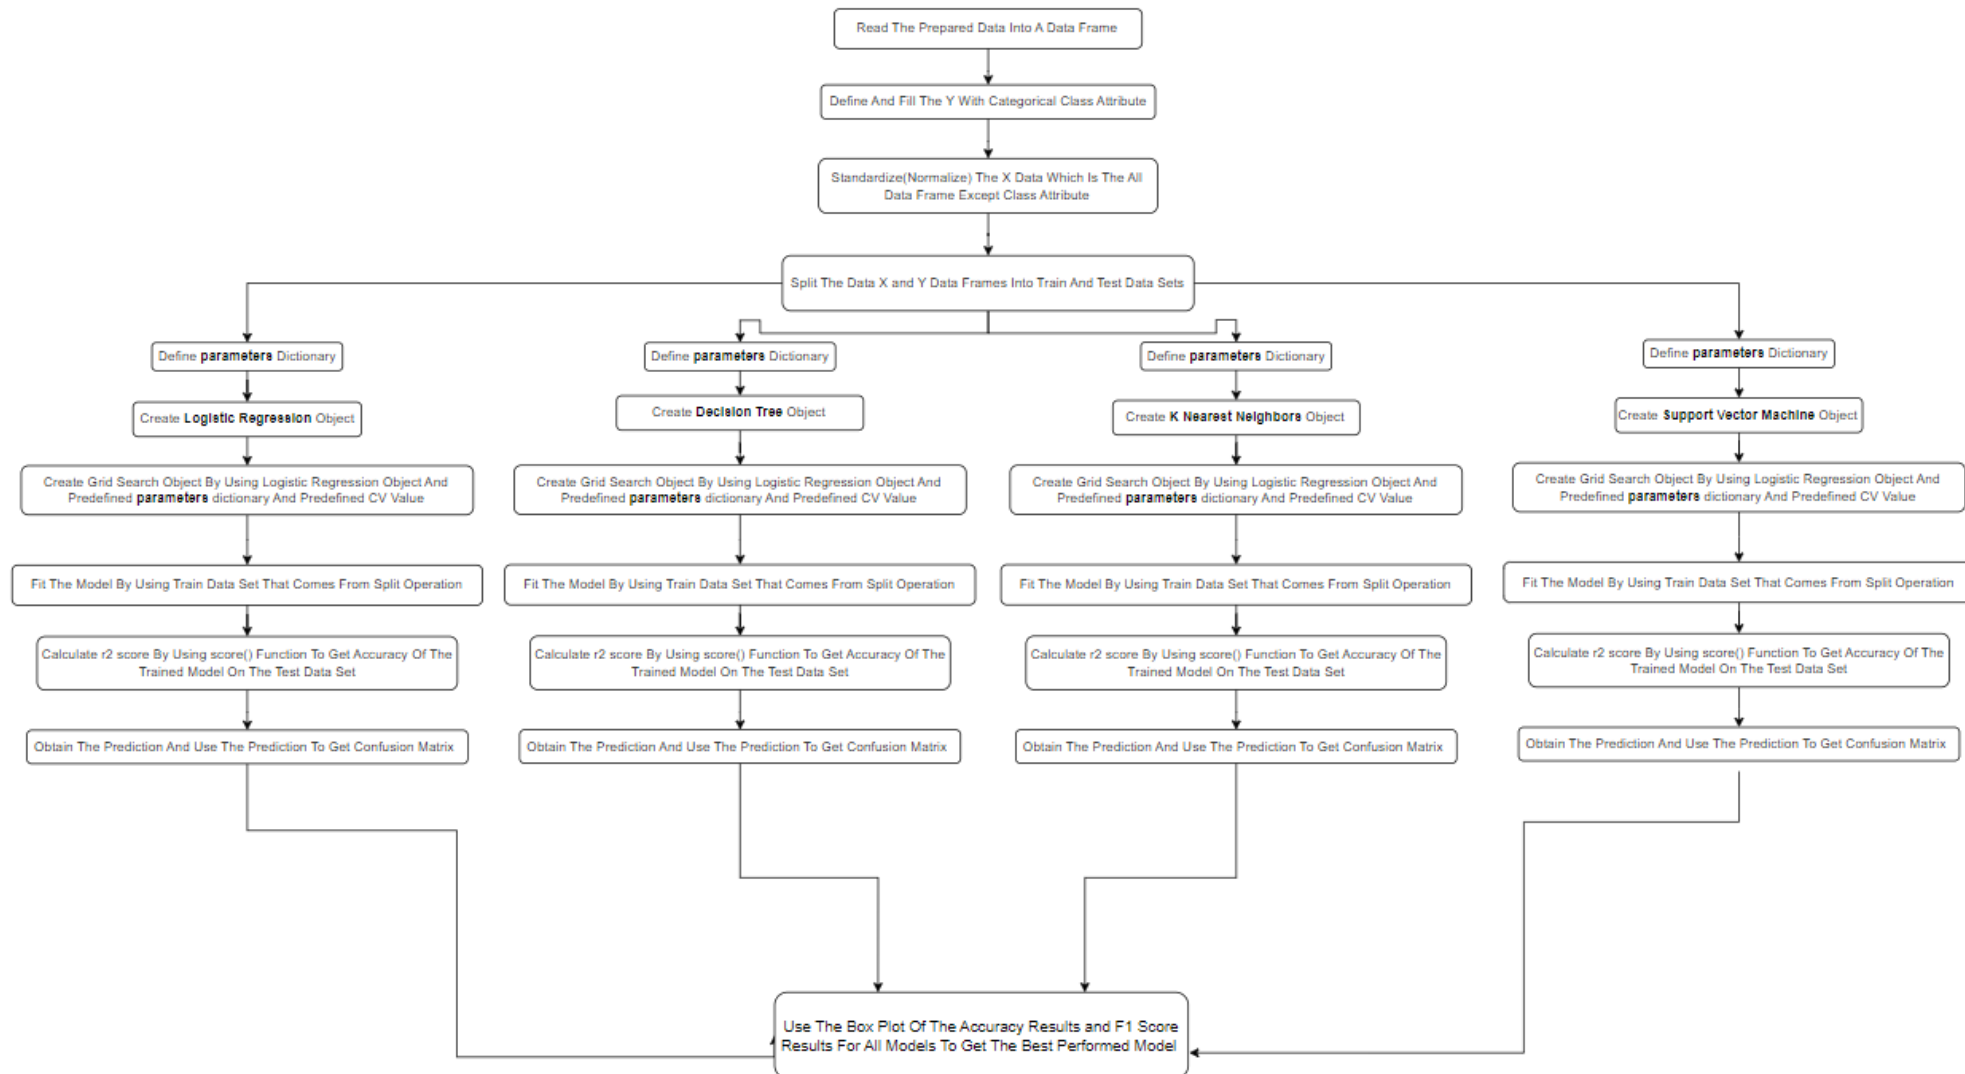 Read The Prepared Data Into A Data Frame
Define And Fill The Y With Categorical Class Attribute
Standardize(Normalize) The X Data Which Is The All
Data Frame Except Class Attribute
Split The Data X and Y Data Frames Into Train And Test Data Sets
Define parameters Dictionary
Create Logistic Regression Object
Create Grid Search Object By Using Logistic Regression Object And
Predefined parameters dictionary And Predefined CV Value
Fit The Model By Using Train Data Set That Comes From Split Operation
Calculate r2 score By Using score() Function To Get Accuracy Of The
Trained Model On The Test Data Set
Obtain The Prediction And Use The Prediction To Get Confusion Matrix
Define parameters Dictionary
Create Decision Tree Object
Create Grid Search Object By Using Logistic Regression Object And
Predefined parameters dictionary And Predefined CV Value
Fit The Model By Using Train Data Set That Comes From Split Operation
Calculate r2 score By Using score() Function To Get Accuracy Of The
Trained Model On The Test Data Set
Obtain The Prediction And Use The Prediction To Get Confusion Matrix
Define parameters Dictionary
Create K Nearest Neighbors Object
Create Grid Search Object By Using Logistic Regression Object And
Predefined parameters dictionary And Predefined CV Value
Fit The Model By Using Train Data Set That Comes From Split Operation
Calculate r2 score By Using score() Function To Get Accuracy Of The
Trained Model On The Test Data Set
Obtain The Prediction And Use The Prediction To Get Confusion Matrix
Define parameters Dictionary
Create Support Vector Machine Object
Create Grid Search Object By Using Logistic Regression Object And
Predefined parameters dictionary And Predefined CV Value
Fit The Model By Using Train Data Set That Comes From Split Operation
Calculate r2 score By Using score() Function To Get Accuracy Of The
Trained Model On The Test Data Set
Obtain The Prediction And Use The Prediction To Get Confusion Matrix
Use The Box Plot Of The Accuracy Results and F1 Score
Results For All Models To Get The Best Performed Model